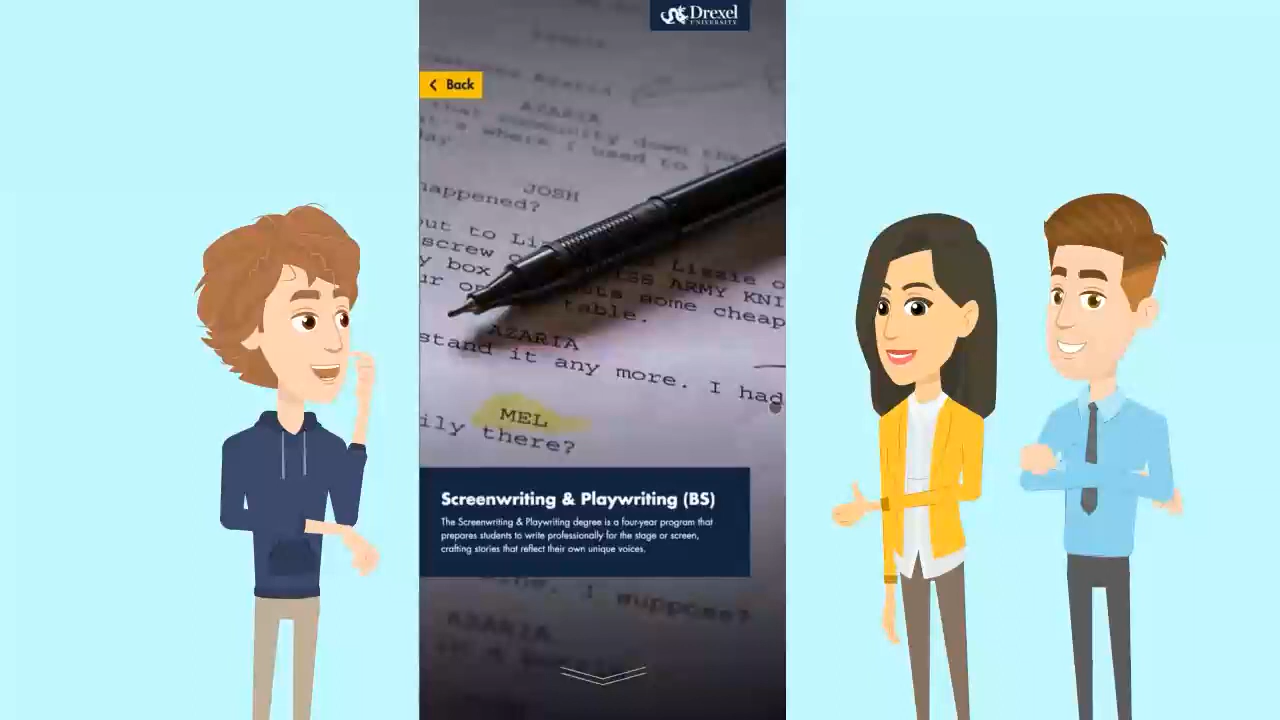 Drexel
UNIVERSITY
Back
AZARIA
that community down the
's where I used to
JOSH
happened?
out to
Lizzie
screw
ARMY KNI
box
some cheap
table.
AZARIA
stand it any more. I had
MEL
ily there?
Screenwriting & Playwriting (BS)
The Screenwriting & Playwriting degree is a four-year program that
prepares students to write professionally for the stage or screen,
crafting stories that reflect their own unique voices.
I suppose?
AZARIA